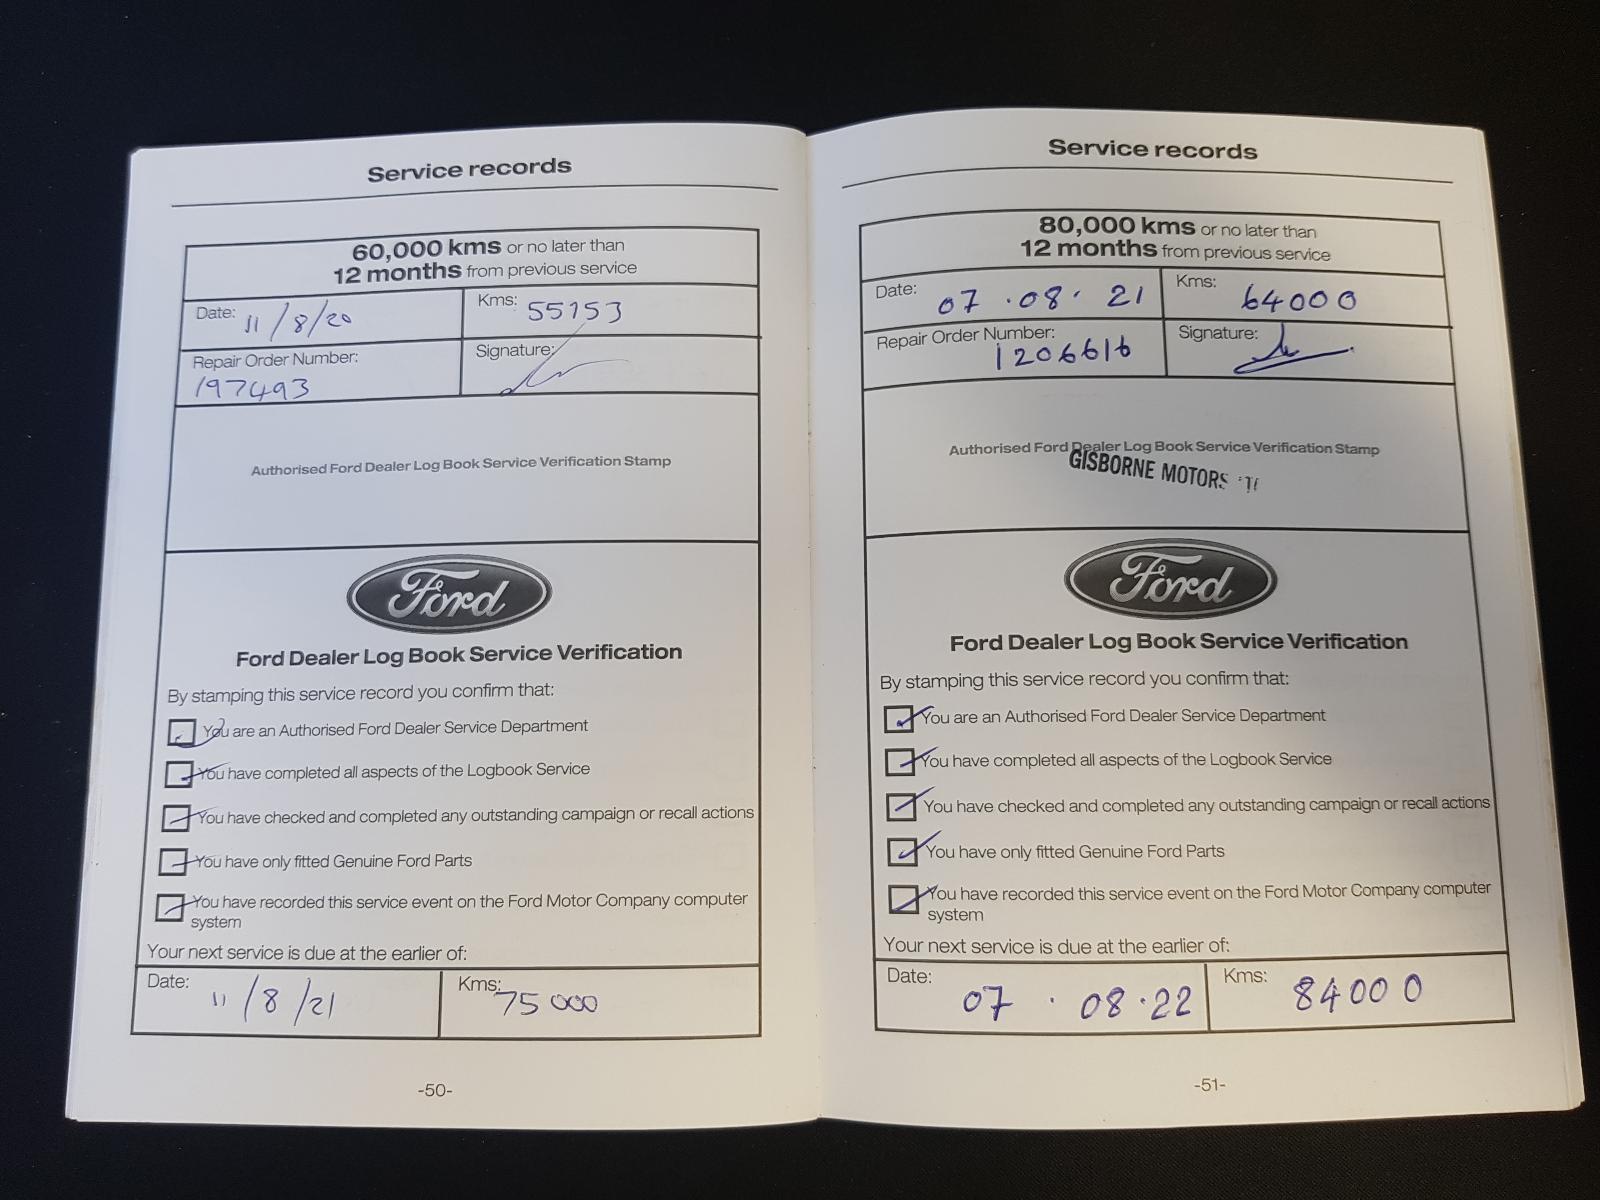 Service records
60,000 kms or no later than
12 months from previous service
Date: 11/8/20
Kms: 55153
Repair Order Number:
197493
Signature:
Authorised Ford Dealer Log Book Service Verification Stamp
Ford
Ford Dealer Log Book Service Verification
By stamping this service record you confirm that:
You are an Authorised Ford Dealer Service Department
You have completed all aspects of the Logbook Service
You have checked and completed any outstanding campaign or recall actions
You have only fitted Genuine Ford Parts
You have recorded this service event on the Ford Motor Company computer
system
Your next service is due at the earlier of:
Date: 11/8/21
Kms: 75000
-50-
Service records
80,000 kms or no later than
12 months from previous service
Date: 07.08.21
Kms: 64000
Repair Order Number:
1206616
Signature:
Authorised Ford Dealer Log Book Service Verification Stamp
GISBORNE MOTORS
Ford
Ford Dealer Log Book Service Verification
By stamping this service record you confirm that:
You are an Authorised Ford Dealer Service Department
You have completed all aspects of the Logbook Service
You have checked and completed any outstanding campaign or recall actions
You have only fitted Genuine Ford Parts
You have recorded this service event on the Ford Motor Company computer
system
Your next service is due at the earlier of:
Date: 07.08.22
Kms: 84000
-51-